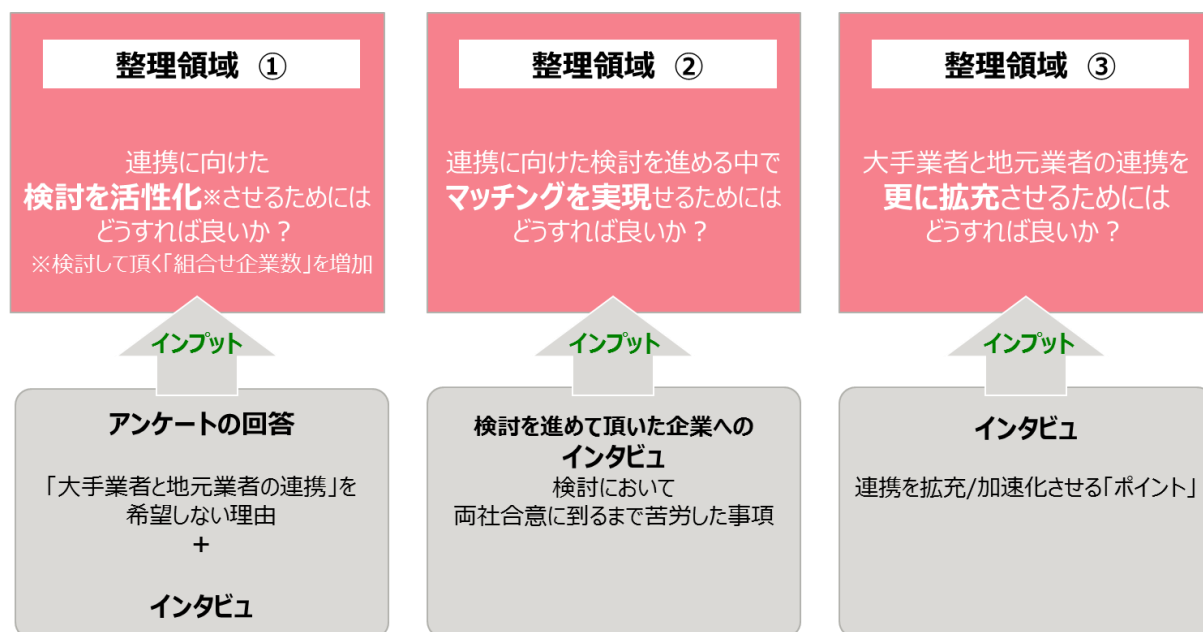 整理領域 ①
連携に向けた
検討を活性化※させるためには
どうすれば良いか？
※検討して頂く「組合せ企業数」を増加
インプット
アンケートの回答
「大手業者と地元業者の連携」を
希望しない理由
+
インタビュ
整理領域 ②
連携に向けた検討を進める中で
マッチングを実現せるためには
どうすれば良いか？
インプット
検討を進めて頂いた企業への
インタビュ
検討において
両社合意に到るまで苦労した事項
整理領域 ③
大手業者と地元業者の連携を
更に拡充させるためには
どうすれば良いか？
インプット
インタビュ
連携を拡充/加速化させる「ポイント」